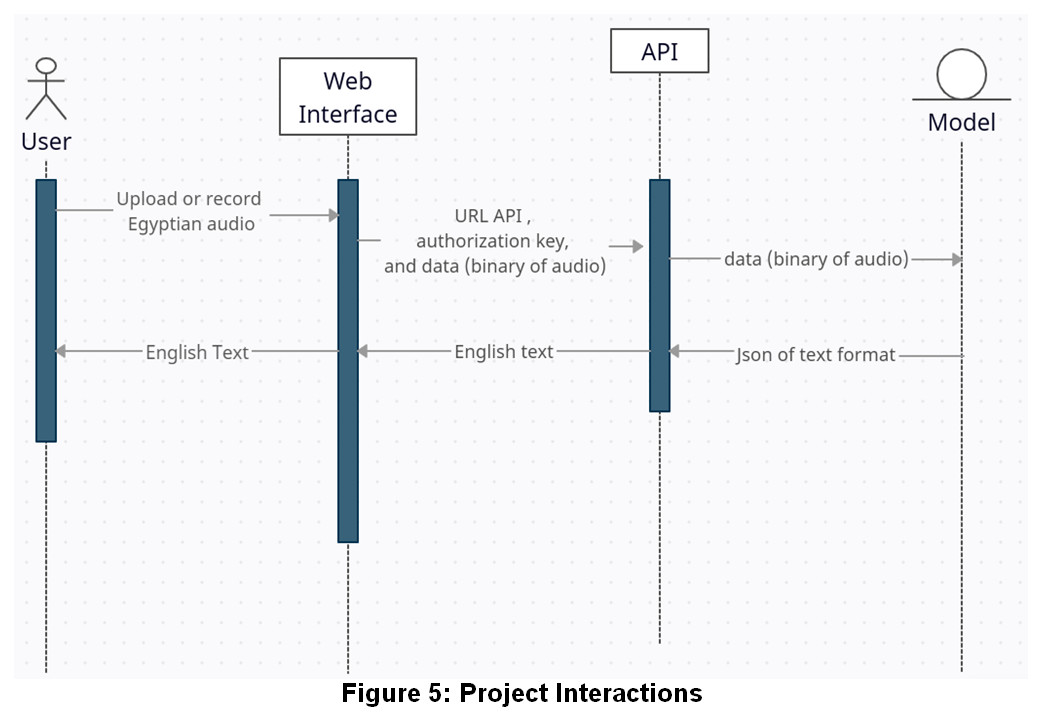 User
Web
Interface
API
Model
Upload or record
Egyptian audio
URL API ,
authorization key,
and data (binary of audio)
data (binary of audio)
English Text
English text
Json of text format
Figure 5: Project Interactions